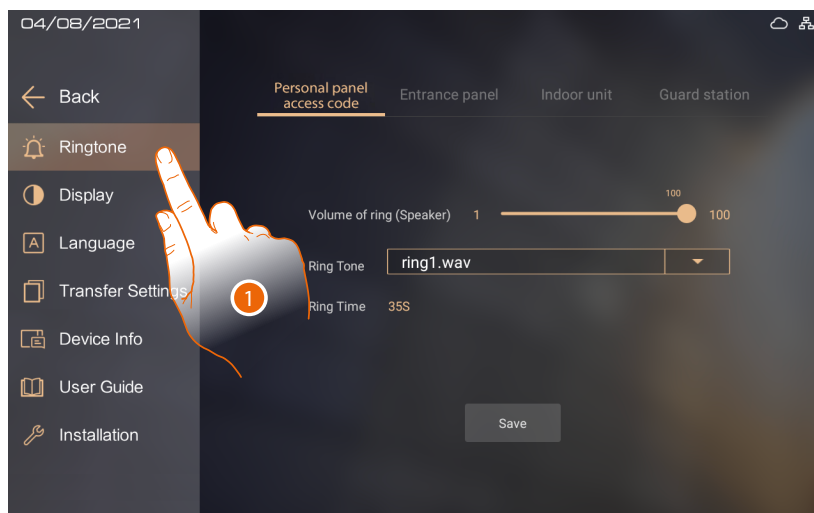 04/08/2021
Back
Ringtone
Display
A Language
Transfer Settings
Device Info
User Guide
Installation
Personal panel
access code
Entrance panel
Indoor unit
Guard station
100
Volume of ring (Speaker) 1 100
Ring Tone ring1.wav
Ring Time 35S
1
Save